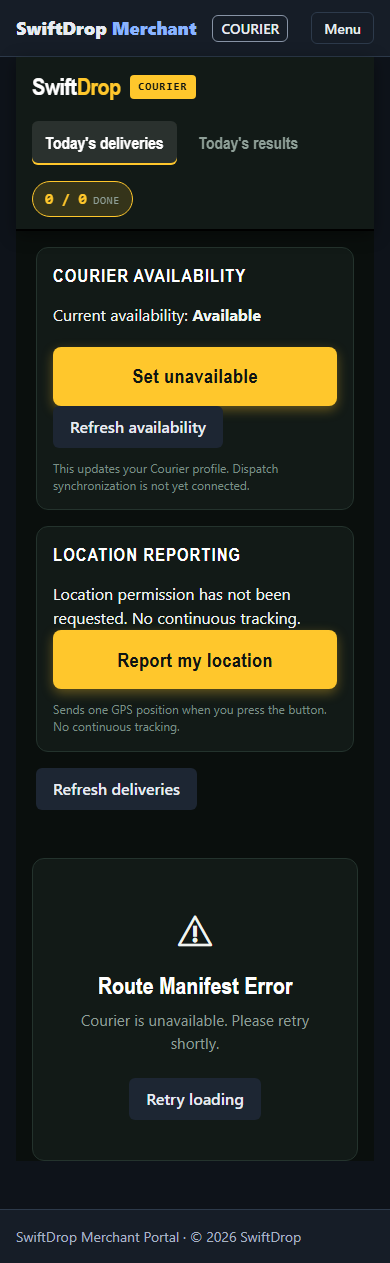 SwiftDrop Merchant COURIER Menu
SwiftDrop COURIER
Today's deliveries Today's results
0 / 0 DONE
COURIER AVAILABILITY
Current availability: Available
Set unavailable
Refresh availability
This updates your Courier profile. Dispatch
synchronization is not yet connected.
LOCATION REPORTING
Location permission has not been
requested. No continuous tracking.
Report my location
Sends one GPS position when you press the button.
No continuous tracking.
Refresh deliveries
Route Manifest Error
Courier is unavailable. Please retry
shortly.
Retry loading
SwiftDrop Merchant Portal · © 2026 SwiftDrop